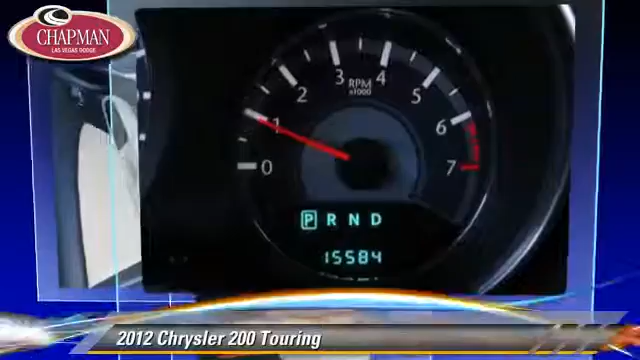 CHAPMAN
LAS VEGAS DODGE
0 1 2 3 4 5 6 7
RPM
x1000
P R N D
15584
2012 Chrysler 200 Touring